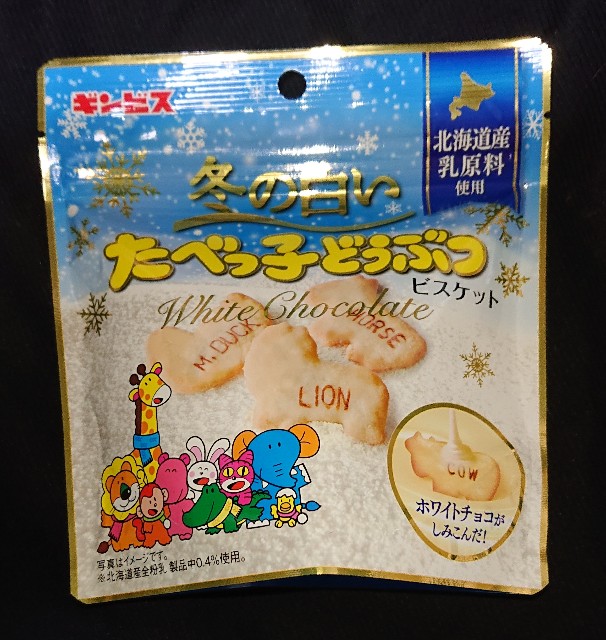 ギンビス
北海道産
乳原料
使用
冬の白い
たべっ子どうぶつ
ビスケット
White Chocolate
M・DUCK
HORSE
LION
COW
ホワイトチョコが
しみこんだ!
写真はイメージです。
※北海道産全粉乳 製品中0.4%使用。